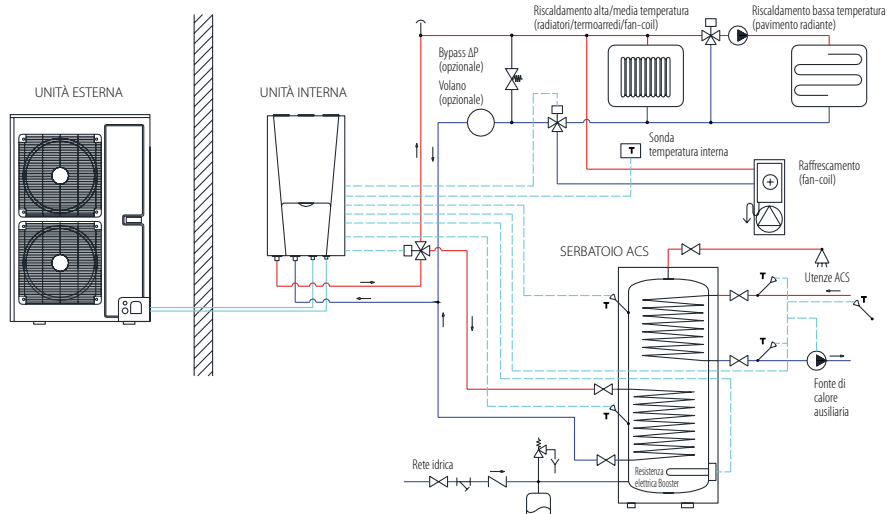 Riscaldamento alta/media temperatura
(radiatori/termoarredi/fan-coil)
Riscaldamento bassa temperatura
(pavimento radiante)
Bypass ΔP
(opzionale)
UNITÀ ESTERNA
UNITÀ INTERNA
Volano
(opzionale)
Sonda
temperatura interna
T
Raffrescamento
(fan-coil)
SERBATOIO ACS
Utenze ACS
T
T
T
T
T
Fonte di
calore
ausiliaria
Rete idrica
Resistenza
elettrica Booster